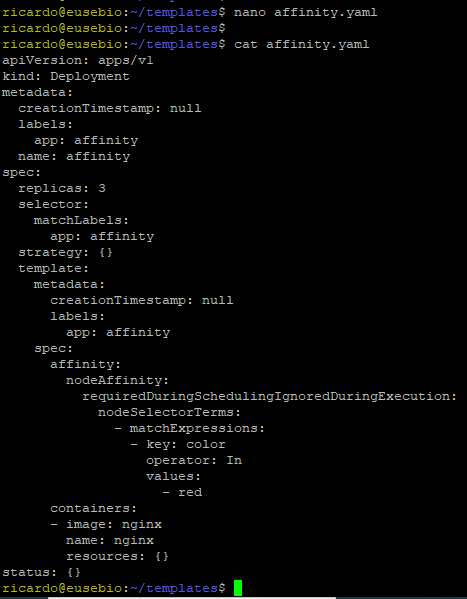 ricardo@eusebio:~/templates$ nano affinity.yaml
ricardo@eusebio:~/templates$
ricardo@eusebio:~/templates$ cat affinity.yaml
apiVersion: apps/v1
kind: Deployment
metadata:
  creationTimestamp: null
  labels:
    app: affinity
  name: affinity
spec:
  replicas: 3
  selector:
    matchLabels:
      app: affinity
  strategy: {}
  template:
    metadata:
      creationTimestamp: null
      labels:
        app: affinity
    spec:
      affinity:
        nodeAffinity:
          requiredDuringSchedulingIgnoredDuringExecution:
            nodeSelectorTerms:
              - matchExpressions:
                - key: color
                  operator: In
                  values:
                    - red
      containers:
      - image: nginx
        name: nginx
        resources: {}
status: {}
ricardo@eusebio:~/templates$